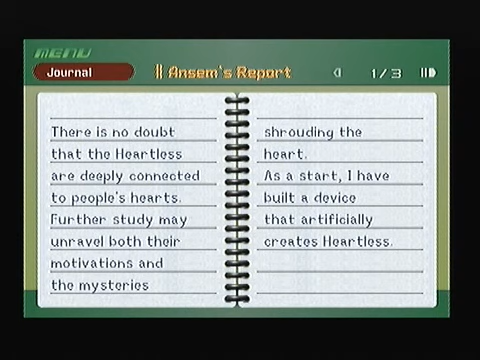 MENU
Journal
Ansem's Report
1/3
There is no doubt
that the Heartless
are deeply connected
to people's hearts.
Further study may
unravel both their
motivations and
the mysteries
shrouding the
heart.
As a start, I have
built a device
that artificially
creates Heartless.